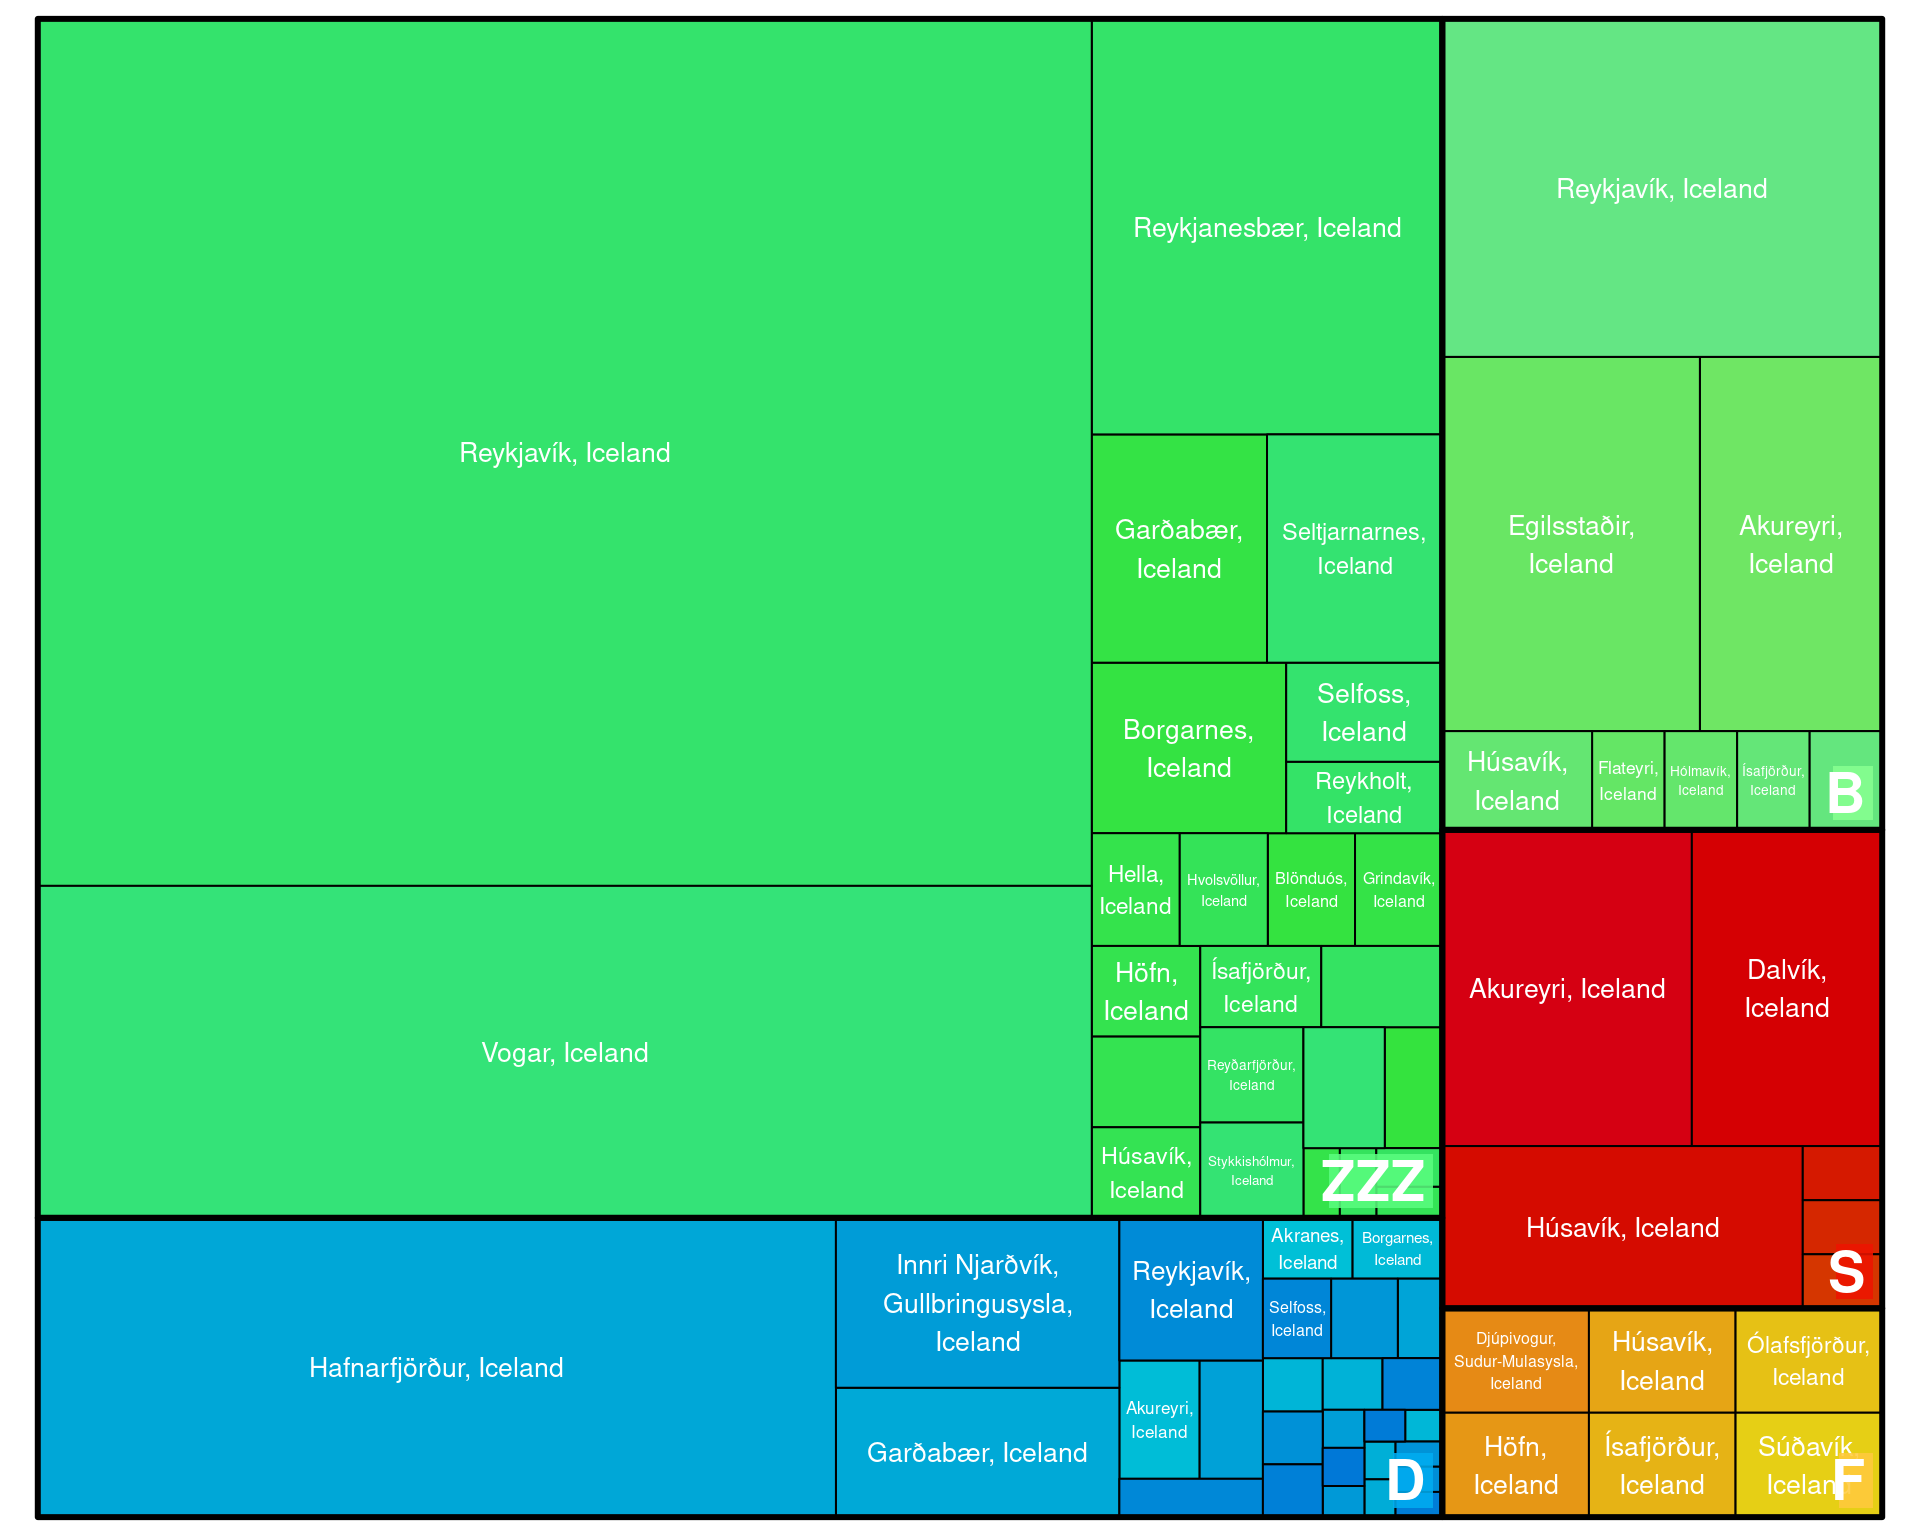 Reykjavík, Iceland
Vogar, Iceland
Reykjanesbær, Iceland
Garðabær,
Iceland
Seltjarnarnes,
Iceland
Borgarnes,
Iceland
Selfoss,
Iceland
Reykholt,
Iceland
Hella,
Iceland
Hvolsvöllur,
Iceland
Blönduós,
Iceland
Grindavík,
Iceland
Höfn,
Iceland
Ísafjörður,
Iceland
Reyðarfjörður,
Iceland
Húsavík,
Iceland
Stykkishólmur,
Iceland
ZZZ
Hafnarfjörður, Iceland
Innri Njarðvík,
Gullbringusysla,
Iceland
Garðabær, Iceland
Reykjavík,
Iceland
Akureyri,
Iceland
Akranes,
Iceland
Borgarnes,
Iceland
Selfoss,
Iceland
D
Reykjavík, Iceland
Egilsstaðir,
Iceland
Akureyri,
Iceland
Húsavík,
Iceland
Flateyri,
Iceland
Hólmavík,
Iceland
Ísafjörður,
Iceland
B
Akureyri, Iceland
Dalvík,
Iceland
Húsavík, Iceland
S
Djúpivogur,
Sudur-Mulasysla,
Iceland
Húsavík,
Iceland
Ólafsfjörður,
Iceland
Höfn,
Iceland
Ísafjörður,
Iceland
Súðavík,
Iceland
F